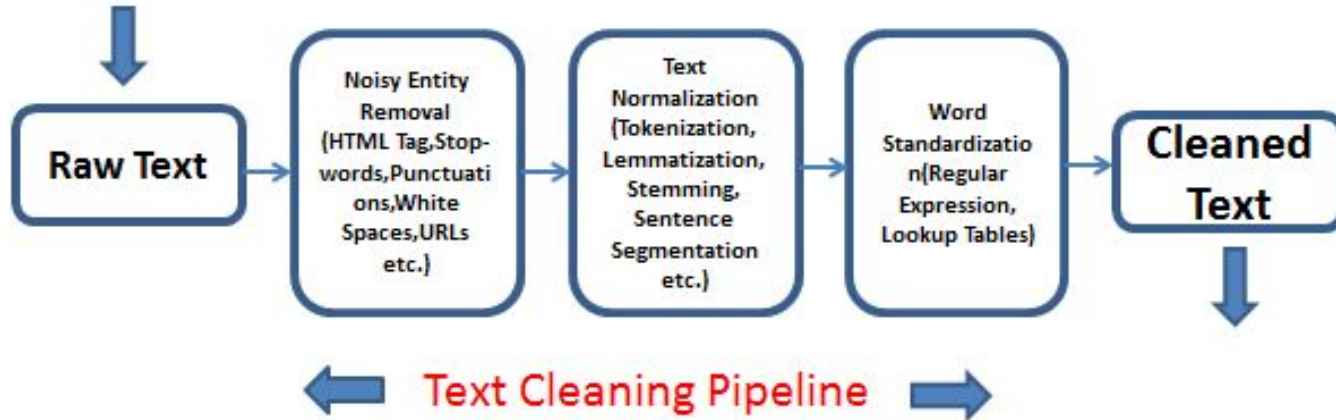 Raw Text
Noisy Entity
Removal
(HTML Tag,Stop-
words,Punctuati
ons,White
Spaces,URLs
etc.)
Text
Normalization
(Tokenization,
Lemmatization,
Stemming,
Sentence
Segmentation
etc.)
Word
Standardizatio
n(Regular
Expression,
Lookup Tables)
Cleaned
Text
Text Cleaning Pipeline